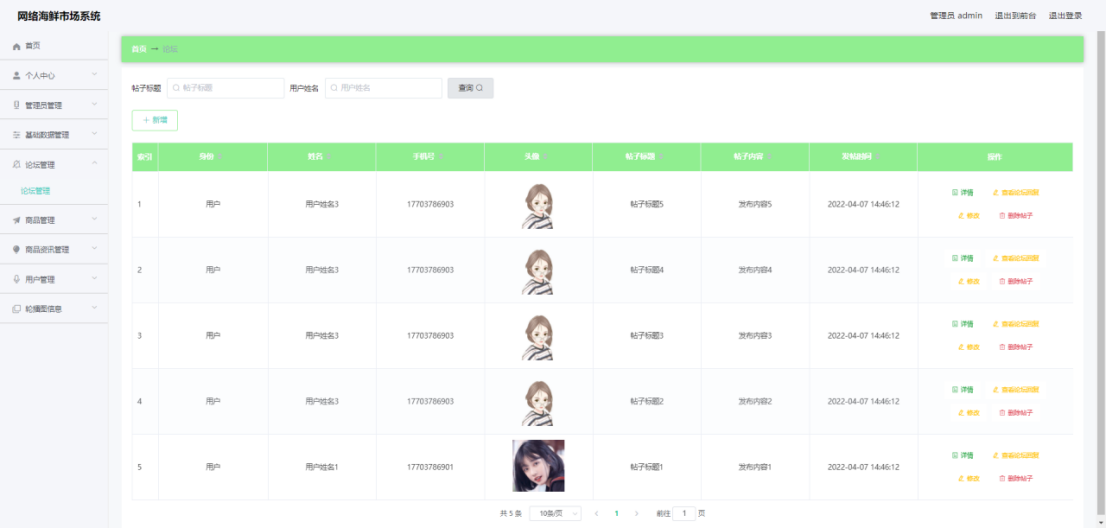 网络海鲜市场系统
管理员 admin 退出到前台 退出登录
首页
个人中心
管理员管理
基础数据管理
论坛管理
论坛管理
商品管理
商品资讯管理
用户管理
轮播图信息
首页 论坛
帖子标题 帖子标题 用户姓名 用户姓名 查询
+ 新增
索引 身份 姓名 手机号 头像 帖子标题 帖子内容 发帖时间 操作
1 用户 用户姓名3 17703786903 帖子标题5 发布内容5 2022-04-07 14:46:12 详情 查看论坛回复
修改 删除帖子
2 用户 用户姓名3 17703786903 帖子标题4 发布内容4 2022-04-07 14:46:12 详情 查看论坛回复
修改 删除帖子
3 用户 用户姓名3 17703786903 帖子标题3 发布内容3 2022-04-07 14:46:12 详情 查看论坛回复
修改 删除帖子
4 用户 用户姓名3 17703786903 帖子标题2 发布内容2 2022-04-07 14:46:12 详情 查看论坛回复
修改 删除帖子
5 用户 用户姓名1 17703786901 帖子标题1 发布内容1 2022-04-07 14:46:12 详情 查看论坛回复
修改 删除帖子
共 5 条 10条/页 1 前往 1 页